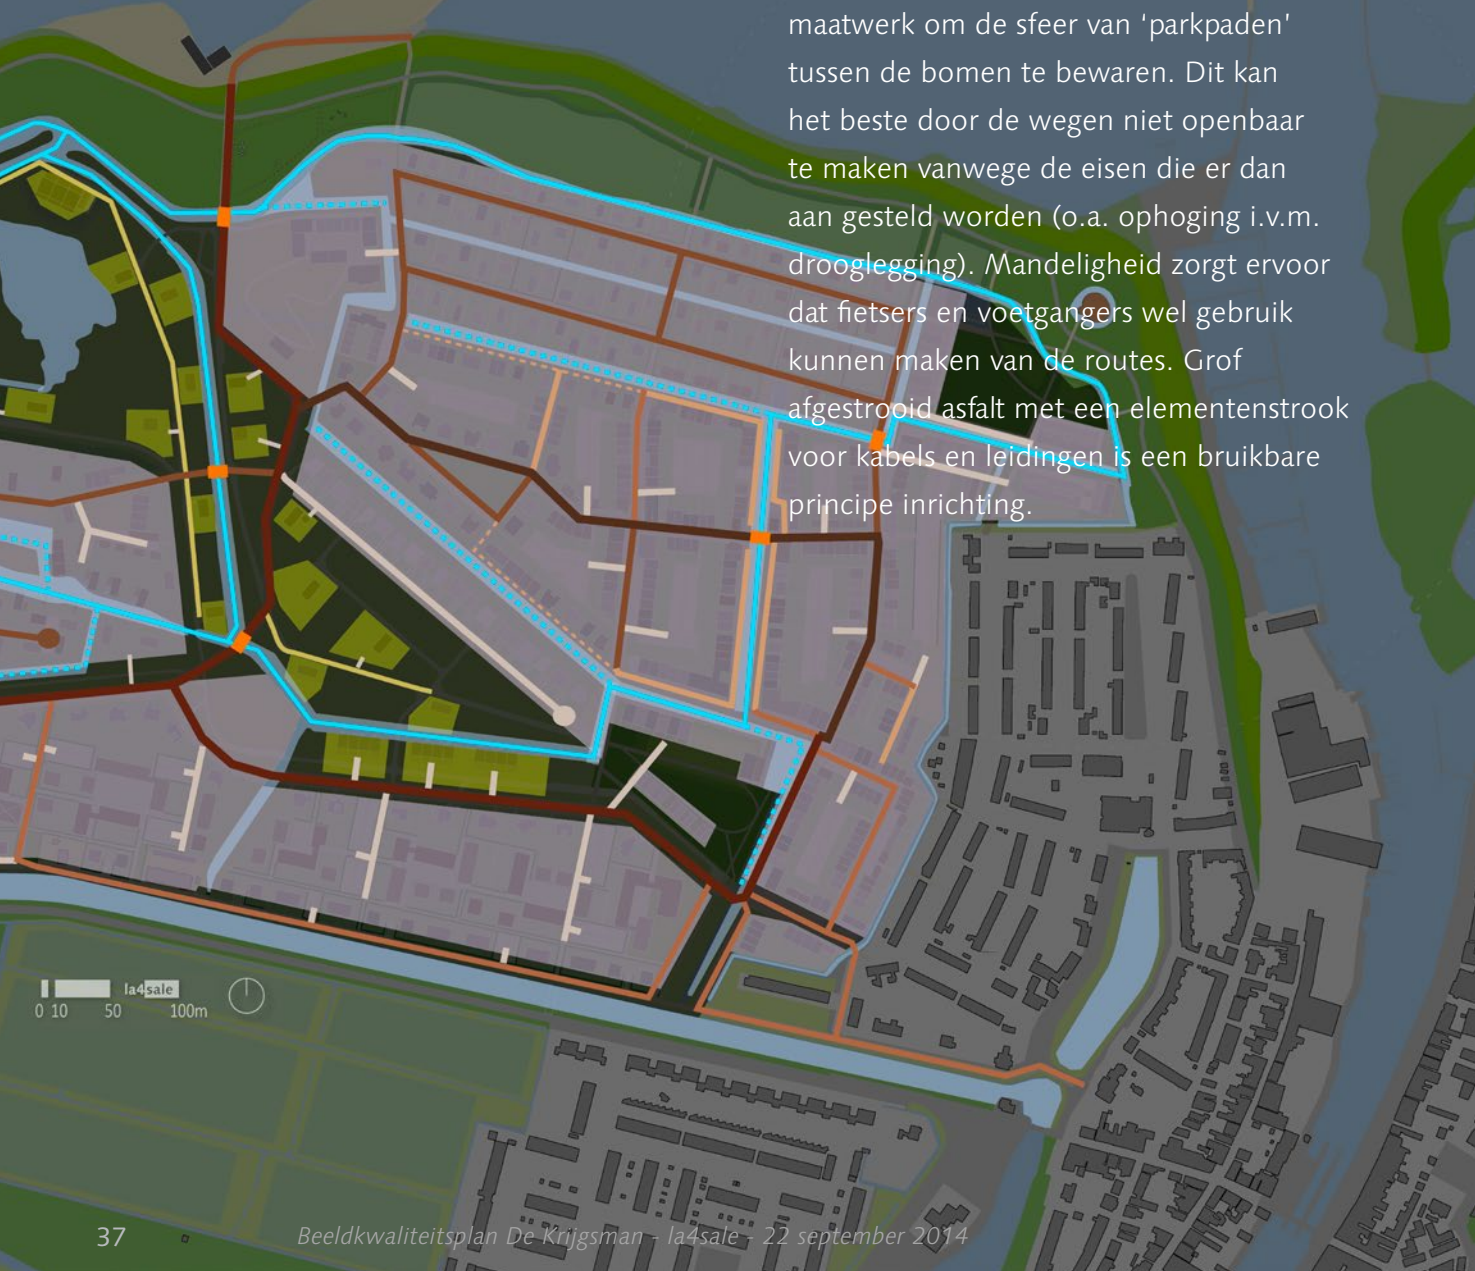 maatwerk om de sfeer van ‘parkpaden’
tussen de bomen te bewaren. Dit kan
het beste door de wegen niet openbaar
te maken vanwege de eisen die er dan
aan gesteld worden (o.a. ophoging i.v.m.
drooglegging). Mandeligheid zorgt ervoor
dat fietsers en voetgangers wel gebruik
kunnen maken van de routes. Grof
afgestrooid asfalt met een elementenstrook
voor kabels en leidingen is een bruikbare
principe inrichting.
la4sale
0 10 50 100m
37 Beeldkwaliteitsplan De Krijgsman - la4sale - 22 september 2014